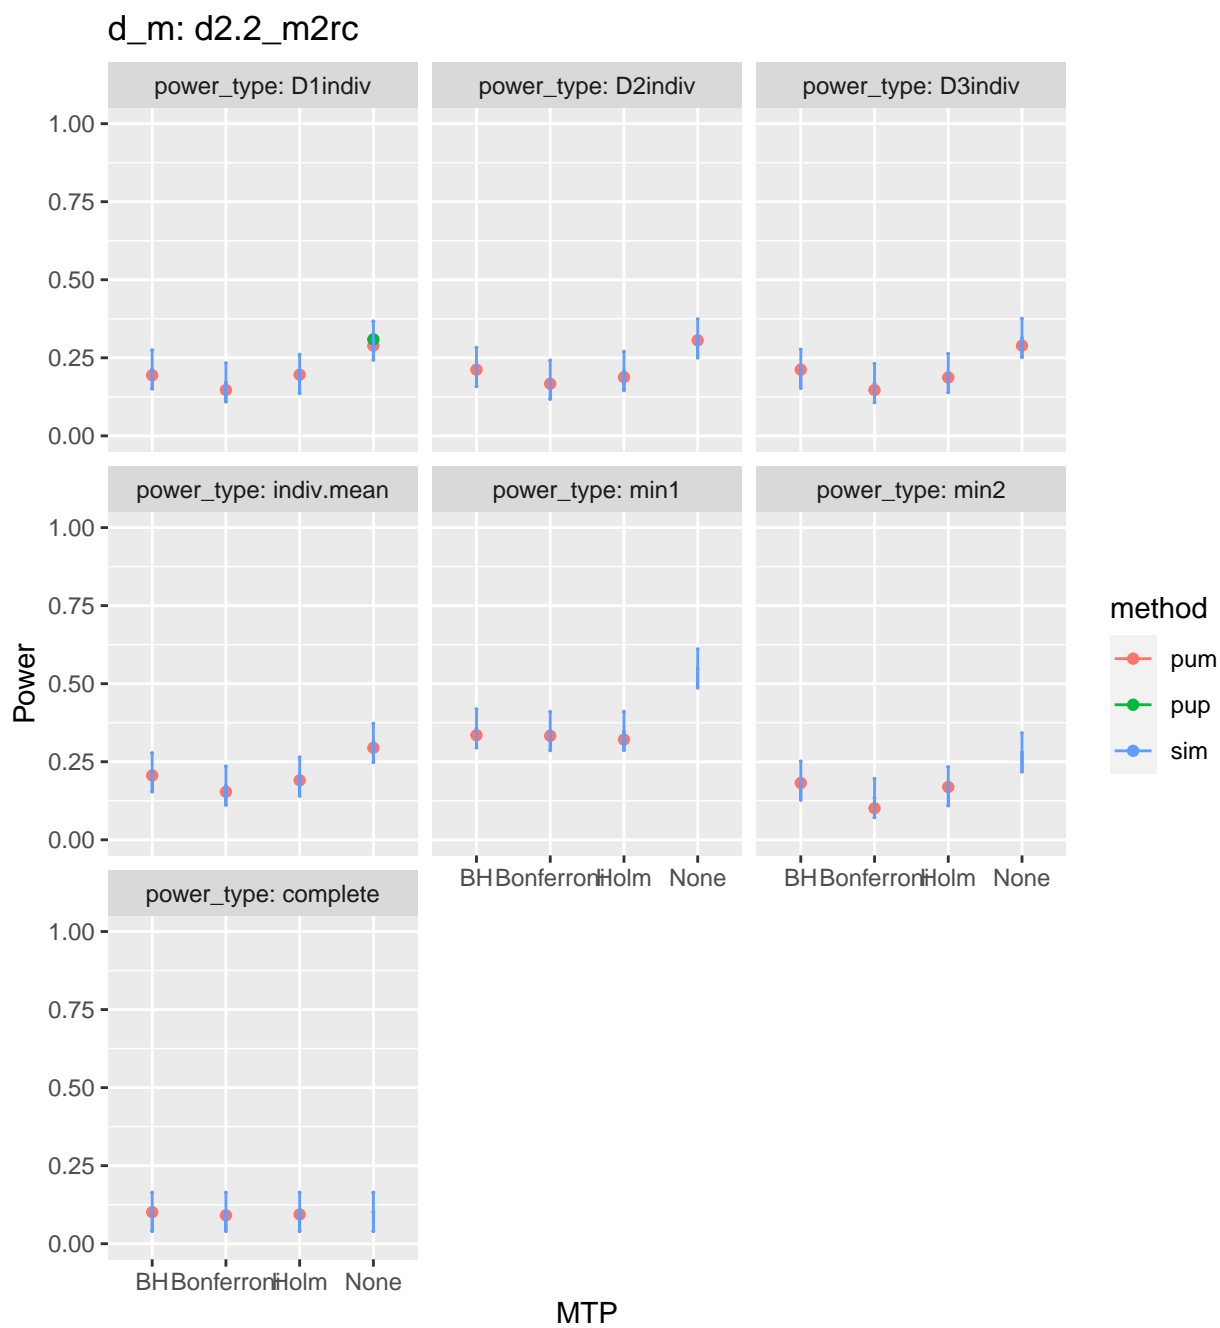 d_m: d2.2_m2rc
power_type: D1indiv power_type: D2indiv power_type: D3indiv
1.00
0.75
0.50
0.25
0.00
power_type: indiv.mean power_type: min1 power_type: min2
1.00
0.75
0.50
0.25
0.00
Power
method
pum
pup
sim
BH Bonferroni Holm None BH Bonferroni Holm None
power_type: complete
1.00
0.75
0.50
0.25
0.00
BH Bonferroni Holm None
MTP